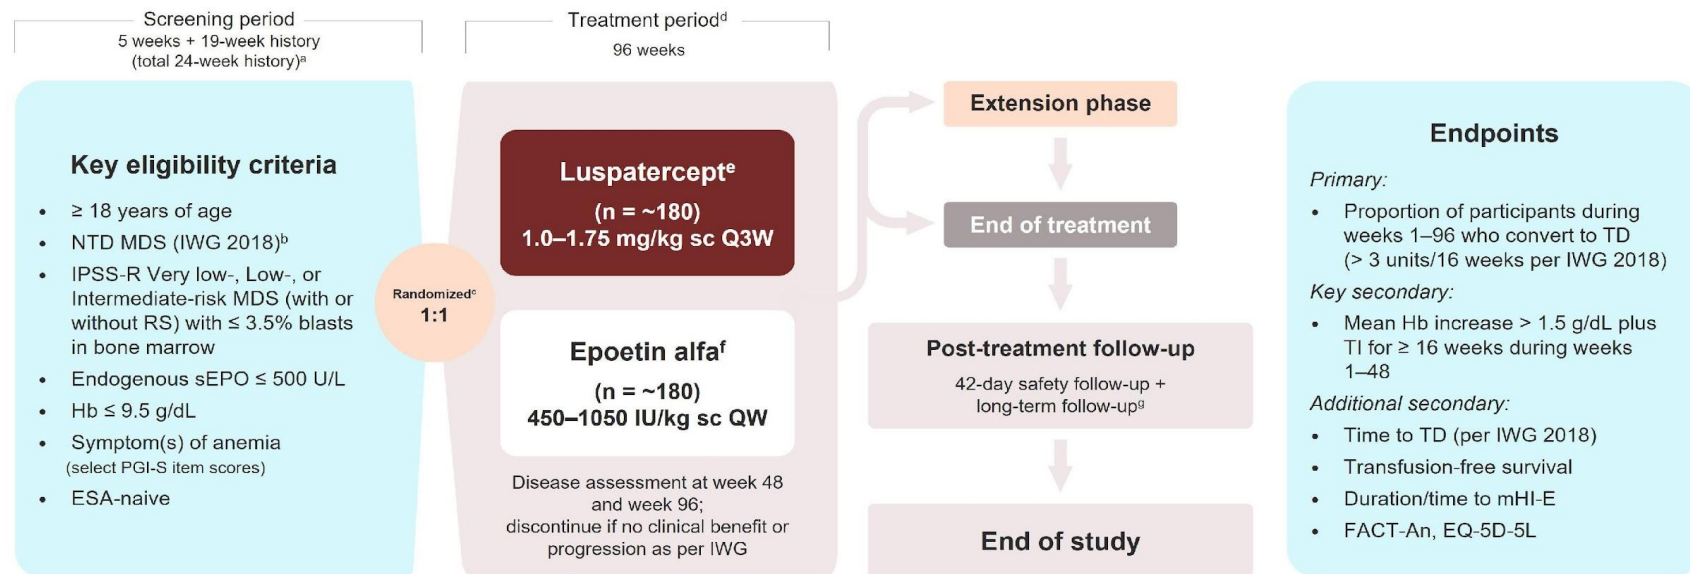 Screening period
5 weeks + 19-week history
(total 24-week history)ᵃ
Key eligibility criteria
• ≥ 18 years of age
• NTD MDS (IWG 2018)ᵇ
• IPSS-R Very low-, Low-, or
Intermediate-risk MDS (with or
without RS) with ≤ 3.5% blasts
in bone marrow
• Endogenous sEPO ≤ 500 U/L
• Hb ≤ 9.5 g/dL
• Symptom(s) of anemia
(select PGI-S item scores)
• ESA-naive
Randomizedᶜ
1:1
Treatment periodᵈ
96 weeks
Luspaterceptᵉ
(n = ~180)
1.0–1.75 mg/kg sc Q3W
Epoetin alfaᶠ
(n = ~180)
450–1050 IU/kg sc QW
Disease assessment at week 48
and week 96;
discontinue if no clinical benefit or
progression as per IWG
Extension phase
End of treatment
Post-treatment follow-up
42-day safety follow-up +
long-term follow-upᵍ
End of study
Endpoints
Primary:
• Proportion of participants during
weeks 1–96 who convert to TD
(> 3 units/16 weeks per IWG 2018)
Key secondary:
• Mean Hb increase > 1.5 g/dL plus
TI for ≥ 16 weeks during weeks
1–48
Additional secondary:
• Time to TD (per IWG 2018)
• Transfusion-free survival
• Duration/time to mHI-E
• FACT-An, EQ-5D-5L